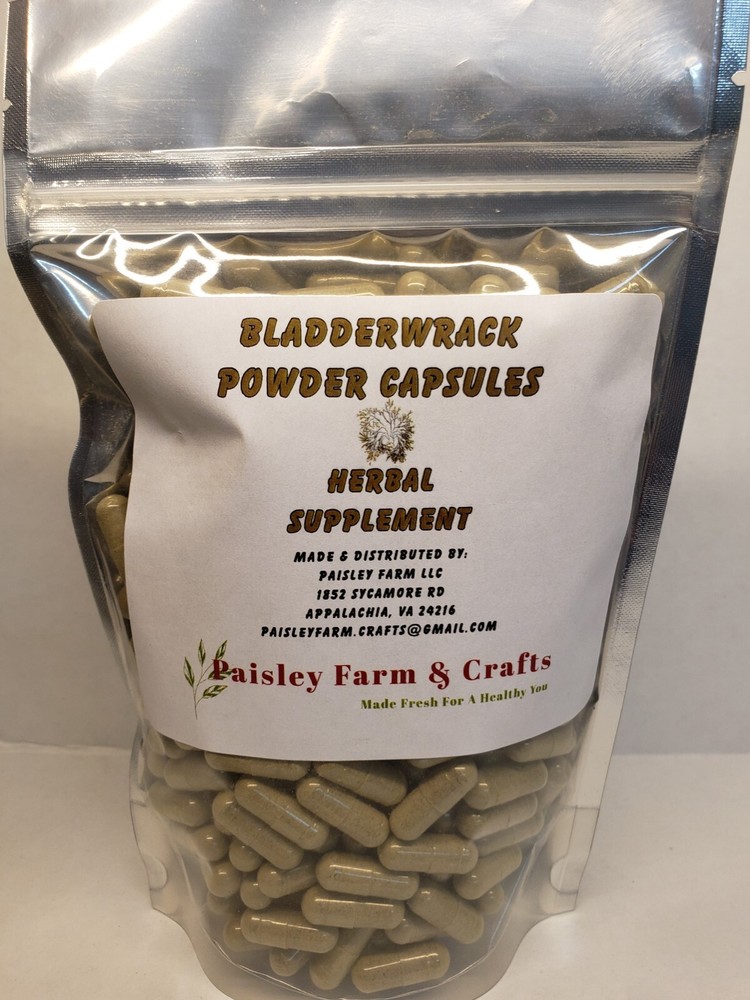 BLADDERWRACK
POWDER CAPSULES
HERBAL
SUPPLEMENT
MADE & DISTRIBUTED BY:
PAISLEY FARM LLC
1852 SYCAMORE RD
APPALACHIA, VA 24216
PAISLEYFARM.CRAFTS@GMAIL.COM
Paisley Farm & Crafts
Made Fresh For A Healthy You